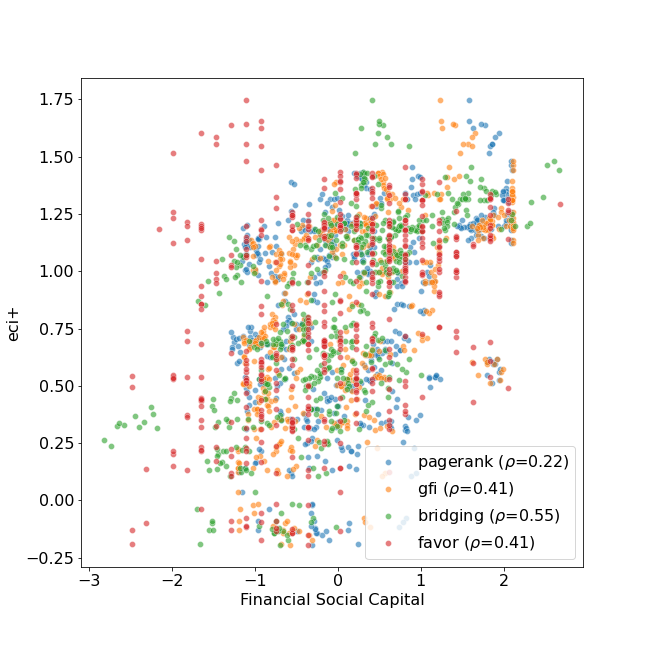 1.75
1.50
1.25
1.00
0.75
0.50
0.25
0.00
−0.25
eci+
pagerank (ρ=0.22)
gfi (ρ=0.41)
bridging (ρ=0.55)
favor (ρ=0.41)
−3 −2 −1 0 1 2
Financial Social Capital